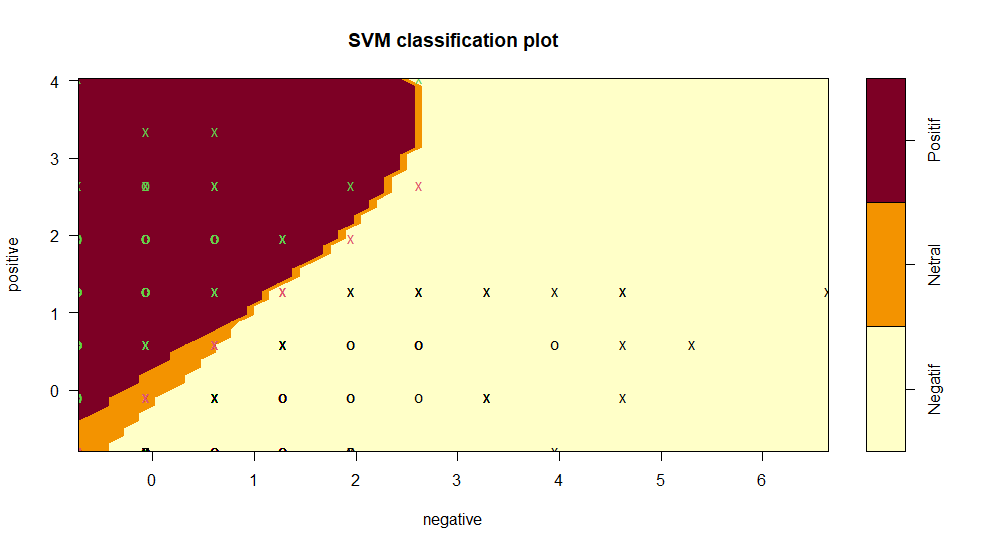 SVM classification plot
positive
4
3
2
1
0
0 1 2 3 4 5 6
negative
Positif
Netral
Negatif